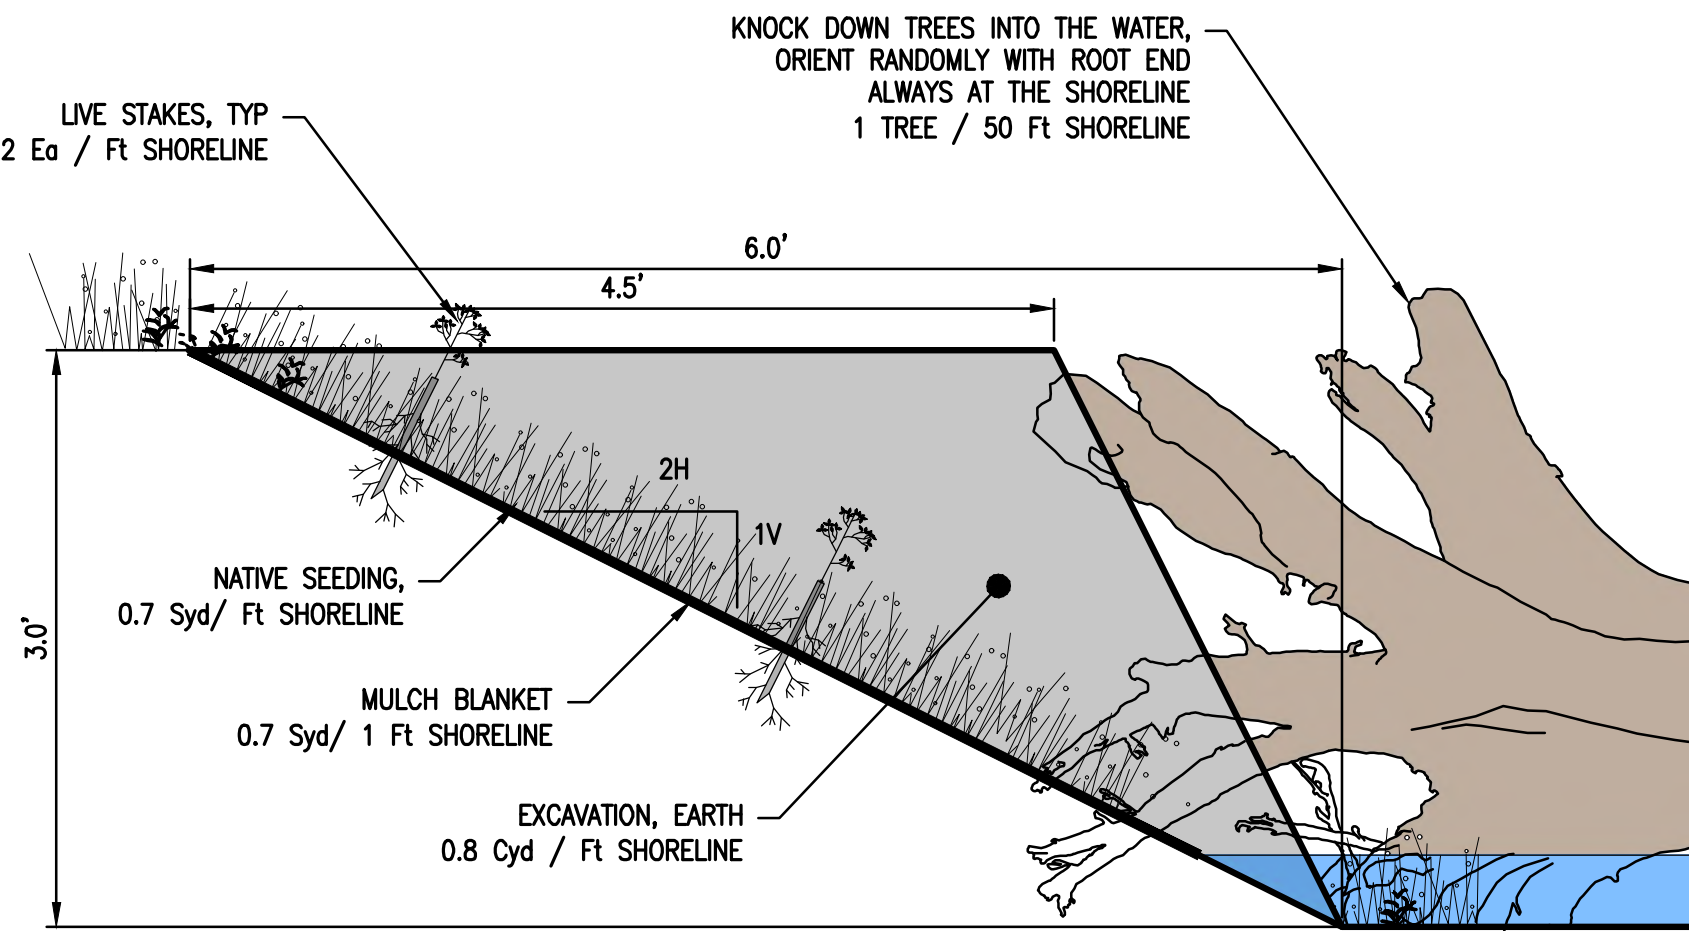 KNOCK DOWN TREES INTO THE WATER,
ORIENT RANDOMLY WITH ROOT END
ALWAYS AT THE SHORELINE
1 TREE / 50 Ft SHORELINE
LIVE STAKES, TYP
2 Ea / Ft SHORELINE
6.0'
4.5'
2H
1V
NATIVE SEEDING,
0.7 Syd/ Ft SHORELINE
3.0'
MULCH BLANKET
0.7 Syd/ 1 Ft SHORELINE
EXCAVATION, EARTH
0.8 Cyd / Ft SHORELINE